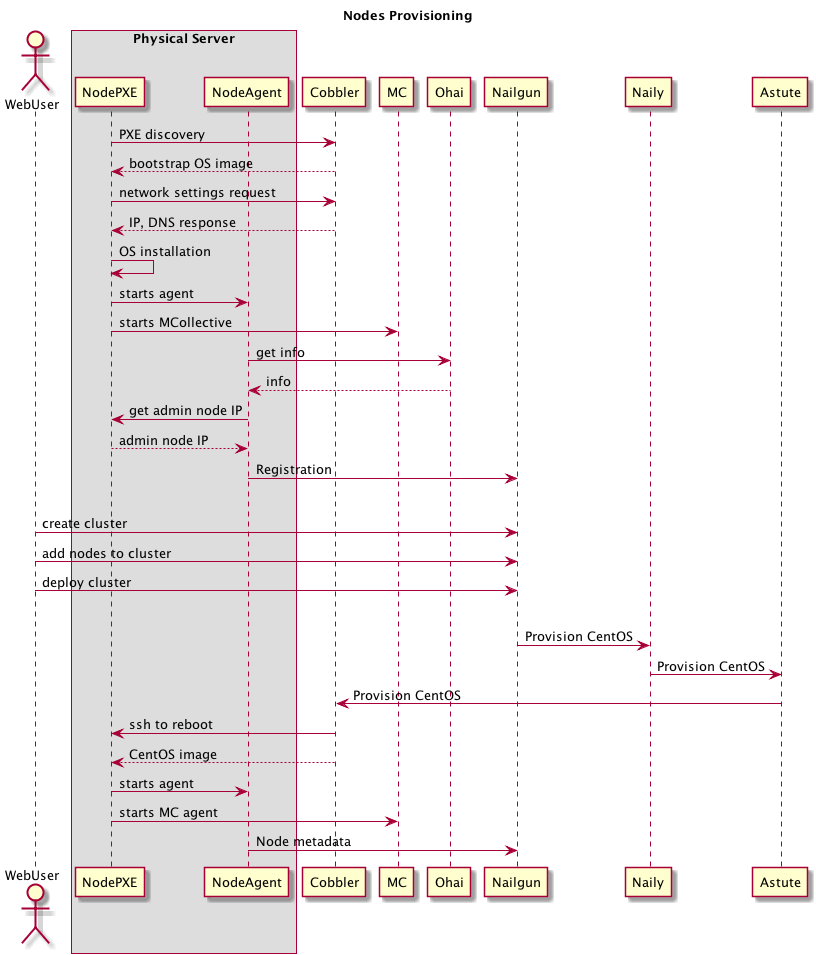 Nodes Provisioning
Physical Server
WebUser
NodePXE
NodeAgent
Cobbler
MC
Ohai
Nailgun
Naily
Astute
PXE discovery
bootstrap OS image
network settings request
IP, DNS response
OS installation
starts agent
starts MCollective
get info
info
get admin node IP
admin node IP
Registration
create cluster
add nodes to cluster
deploy cluster
Provision CentOS
Provision CentOS
Provision CentOS
ssh to reboot
CentOS image
starts agent
starts MC agent
Node metadata
WebUser
NodePXE
NodeAgent
Cobbler
MC
Ohai
Nailgun
Naily
Astute